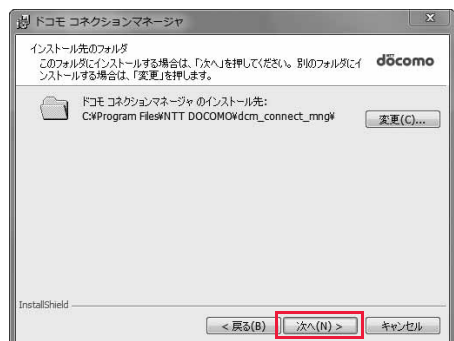 ドコモ コネクションマネージャ
インストール先のフォルダ
このフォルダにインストールする場合は、「次へ」を押してください。別のフォルダにイ
ンストールする場合は、「変更」を押します。
döcomo
ドコモ コネクションマネージャ のインストール先:
C:¥Program Files¥NTT DOCOMO¥dcm_connect_mng¥
変更(C)...
InstallShield
< 戻る(B)
次へ(N) >
キャンセル